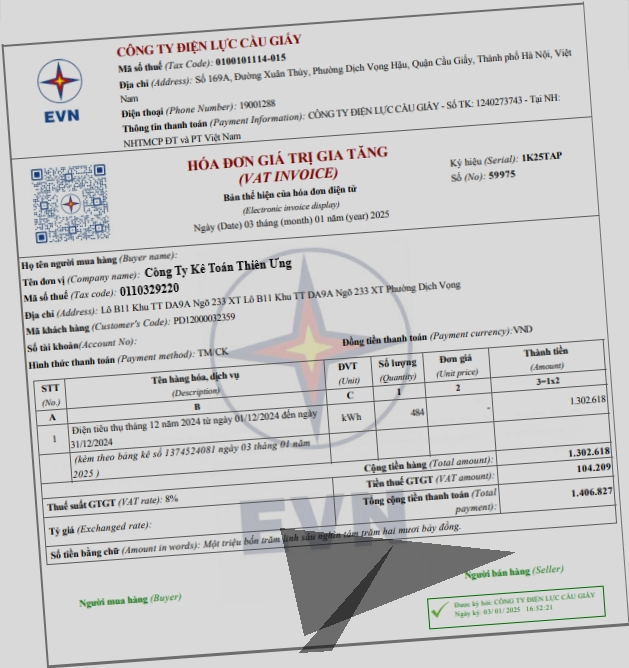 CÔNG TY ĐIỆN LỰC CẦU GIẤY
Mã số thuế (Tax Code): 0100101114-015
Địa chỉ (Address): Số 169A, Đường Xuân Thủy, Phường Dịch Vọng Hậu, Quận Cầu Giấy, Thành phố Hà Nội, Việt
Nam
Điện thoại (Phone Number): 19001288
Thông tin thanh toán (Payment Information): CÔNG TY ĐIỆN LỰC CẦU GIẤY - Số TK: 1240273743 - Tại NH:
NHTMCP ĐT và PT Việt Nam
EVN
HÓA ĐƠN GIÁ TRỊ GIA TĂNG
(VAT INVOICE)
Bản thể hiện của hóa đơn điện tử
(Electronic invoice display)
Ngày (Date) 03 tháng (month) 01 năm (year) 2025
Ký hiệu (Serial): 1K25TAP
Số (No): 59975
Họ tên người mua hàng (Buyer name):
Tên đơn vị (Company name): Công Ty Kê Toán Thiên Ưng
Mã số thuế (Tax code): 0110329220
Địa chỉ (Address): Lô B11 Khu TT DA9A Ngõ 233 XT Lô B11 Khu TT DA9A Ngõ 233 XT Phường Dịch Vọng
Mã khách hàng (Customer's Code): PD12000032359
Số tài khoản(Account No):
Hình thức thanh toán (Payment method): TM/CK
Đồng tiền thanh toán (Payment currency):VND
STT (No.) Tên hàng hóa, dịch vụ (Description) ĐVT (Unit) Số lượng (Quantity) Đơn giá (Unit price) Thành tiền (Amount)
A B C 1 2 3=1x2
1 Điện tiêu thụ tháng 12 năm 2024 từ ngày 01/12/2024 đến ngày 31/12/2024 kWh 484 - 1.302.618
(kèm theo bảng kê số 1374524081 ngày 03 tháng 01 năm
2025 )
Cộng tiền hàng (Total amount): 1.302.618
Thuế suất GTGT (VAT rate): 8% Tiền thuế GTGT (VAT amount): 104.209
Tỷ giá (Exchanged rate): Tổng cộng tiền thanh toán (Total payment): 1.406.827
Số tiền bằng chữ (Amount in words): Một triệu bốn trăm linh sáu nghìn tám trăm hai mươi bảy đồng.
EVN
Người mua hàng (Buyer)
Người bán hàng (Seller)
Được ký bởi: CÔNG TY ĐIỆN LỰC CẦU GIẤY
Ngày ký: 03/ 01/ 2025 16:52:21